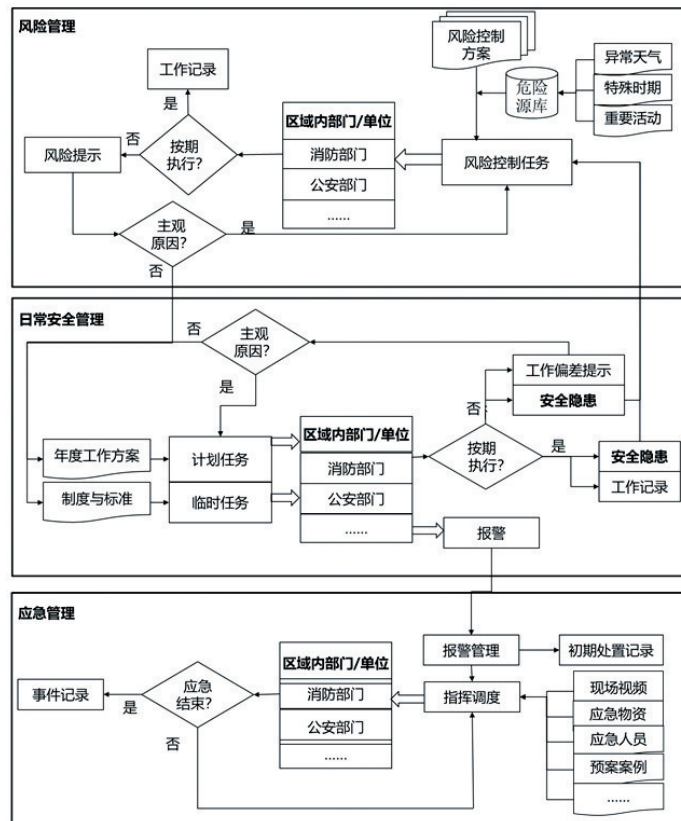 风险管理
风险控制
方案
异常天气
工作记录
危险
源库
特殊时期
是
重要活动
区域内部门/单位
否
按期
执行?
风险提示
消防部门
风险控制任务
公安部门
......
主观
原因?
是
否
日常安全管理
否
主观
原因?
工作偏差提示
是
否
安全隐患
区域内部门/单位
年度工作方案
计划任务
按期
执行?
是
安全隐患
消防部门
制度与标准
临时任务
公安部门
工作记录
......
报警
应急管理
区域内部门/单位
报警管理
初期处置记录
事件记录
应急
结束?
消防部门
指挥调度
现场视频
是
应急物资
公安部门
否
应急人员
......
预案案例
......